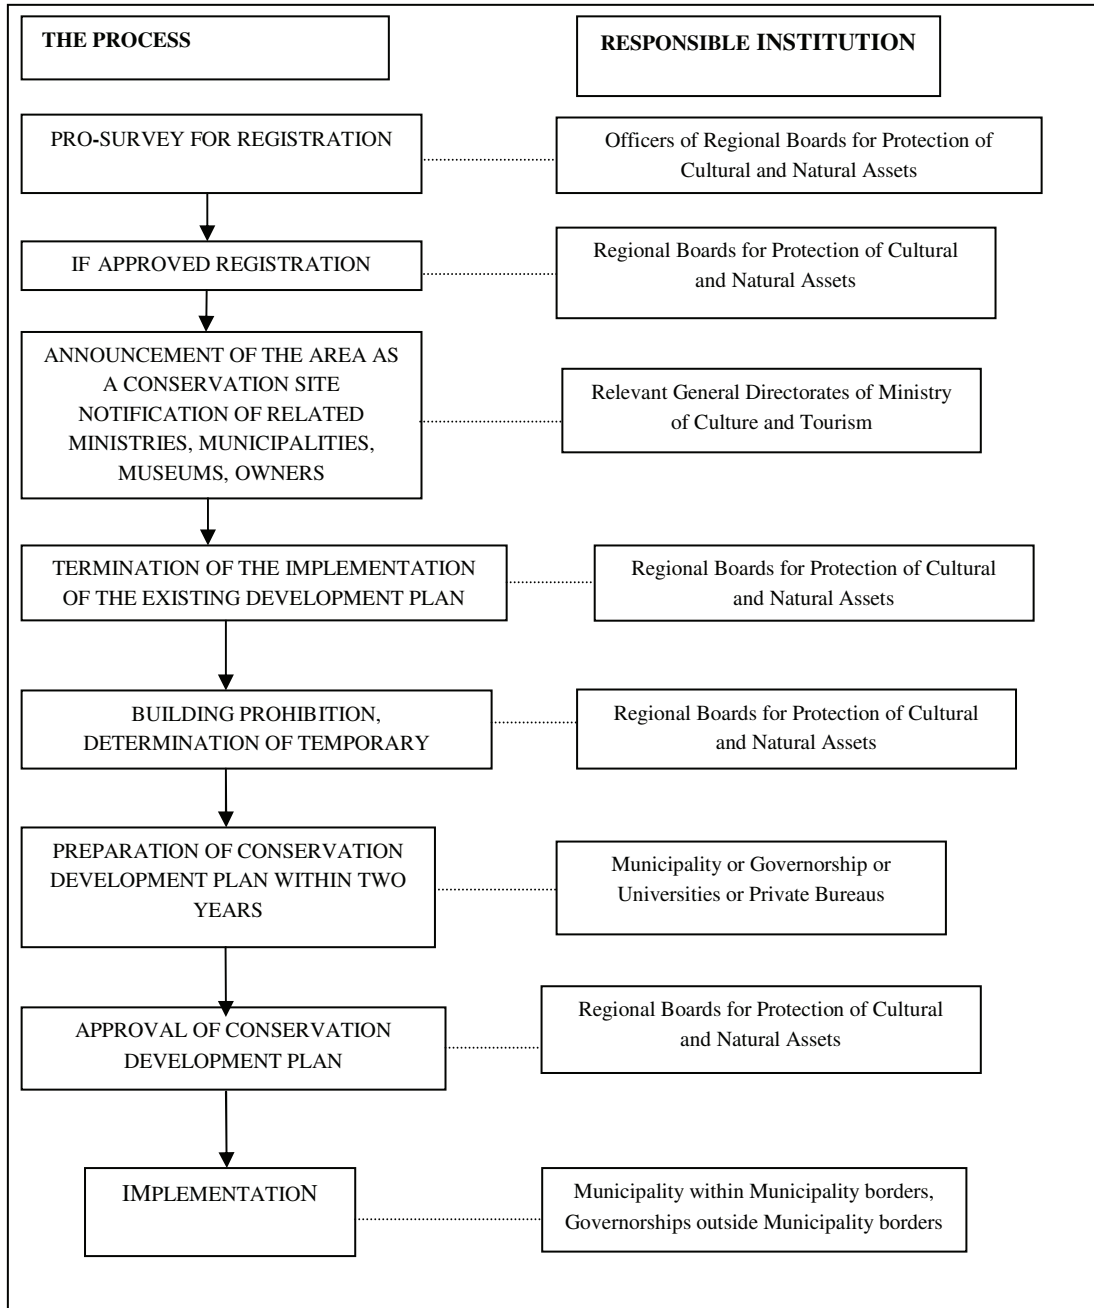 THE PROCESS
RESPONSIBLE INSTITUTION
PRO-SURVEY FOR REGISTRATION
Officers of Regional Boards for Protection of
Cultural and Natural Assets
IF APPROVED REGISTRATION
Regional Boards for Protection of Cultural
and Natural Assets
ANNOUNCEMENT OF THE AREA AS
A CONSERVATION SITE
NOTIFICATION OF RELATED
MINISTRIES, MUNICIPALITIES,
MUSEUMS, OWNERS
Relevant General Directorates of Ministry
of Culture and Tourism
TERMINATION OF THE IMPLEMENTATION
OF THE EXISTING DEVELOPMENT PLAN
Regional Boards for Protection of Cultural
and Natural Assets
BUILDING PROHIBITION,
DETERMINATION OF TEMPORARY
Regional Boards for Protection of Cultural
and Natural Assets
PREPARATION OF CONSERVATION
DEVELOPMENT PLAN WITHIN TWO
YEARS
Municipality or Governorship or
Universities or Private Bureaus
APPROVAL OF CONSERVATION
DEVELOPMENT PLAN
Regional Boards for Protection of Cultural
and Natural Assets
IMPLEMENTATION
Municipality within Municipality borders,
Governorships outside Municipality borders